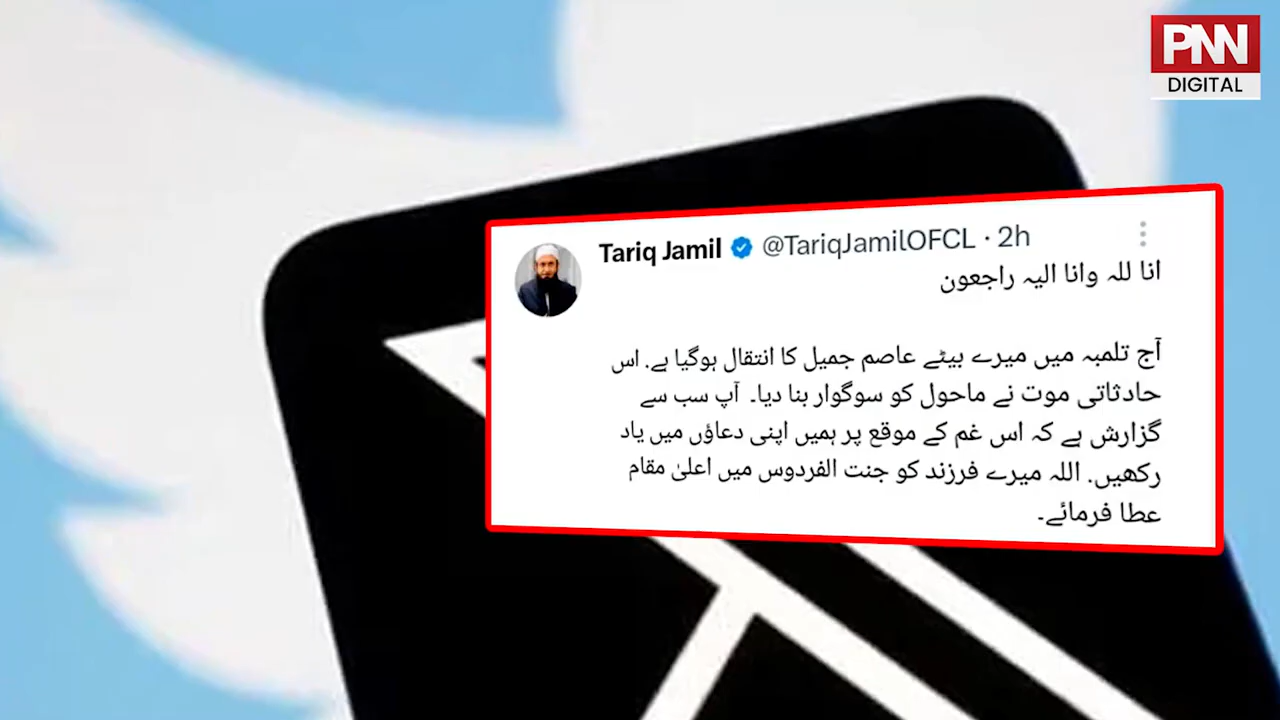 PNN
DIGITAL
Tariq Jamil @TariqJamilOFCL · 2h
انا للہ وانا الیہ راجعون
آج تلمبہ میں میرے بیٹے عاصم جمیل کا انتقال ہوگیا ہے. اس
حادثاتی موت نے ماحول کو سوگوار بنا دیا۔ آپ سب سے
گزارش ہے کہ اس غم کے موقع پر ہمیں اپنی دعاؤں میں یاد
رکھیں. اللہ میرے فرزند کو جنت الفردوس میں اعلیٰ مقام
عطا فرمائے۔